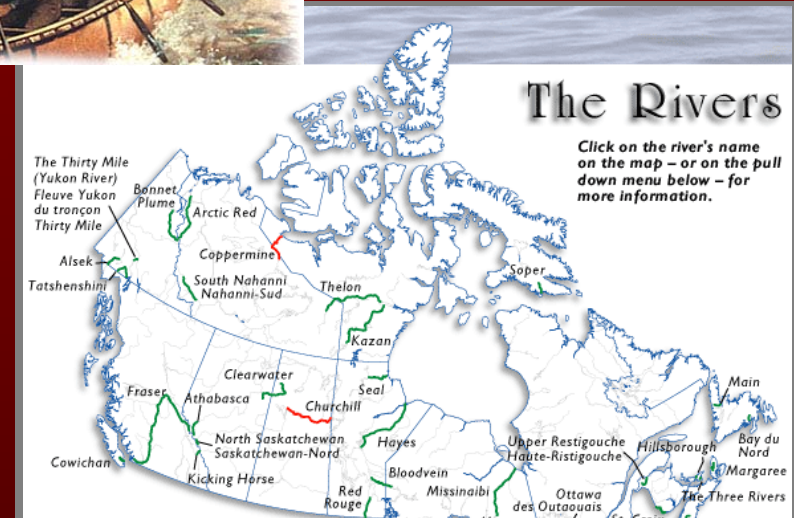 The Rivers
Click on the river's name
on the map – or on the pull
down menu below – for
more information.
The Thirty Mile
(Yukon River)
Fleuve Yukon
du tronçon
Thirty Mile
Bonnet
Plume
Arctic Red
Coppermine
Alsek
Tatshenshini
South Nahanni
Nahanni-Sud
Thelon
Soper
Kazan
Clearwater
Seal
Fraser
Athabasca
Churchill
Main
North Saskatchewan
Saskatchewan-Nord
Hayes
Upper Restigouche
Haute-Ristigouche
Hillsborough
Bay du
Nord
Cowichan
Kicking Horse
Bloodvein
Missinaibi
Margaree
Red
Rouge
Ottawa
des Outaouais
The Three Rivers